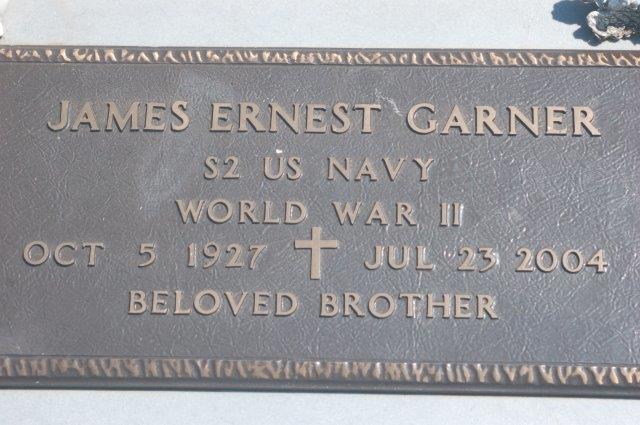 JAMES ERNEST GARNER
S2 US NAVY
WORLD WAR II
OCT 5 1927 JUL 23 2004
BELOVED BROTHER